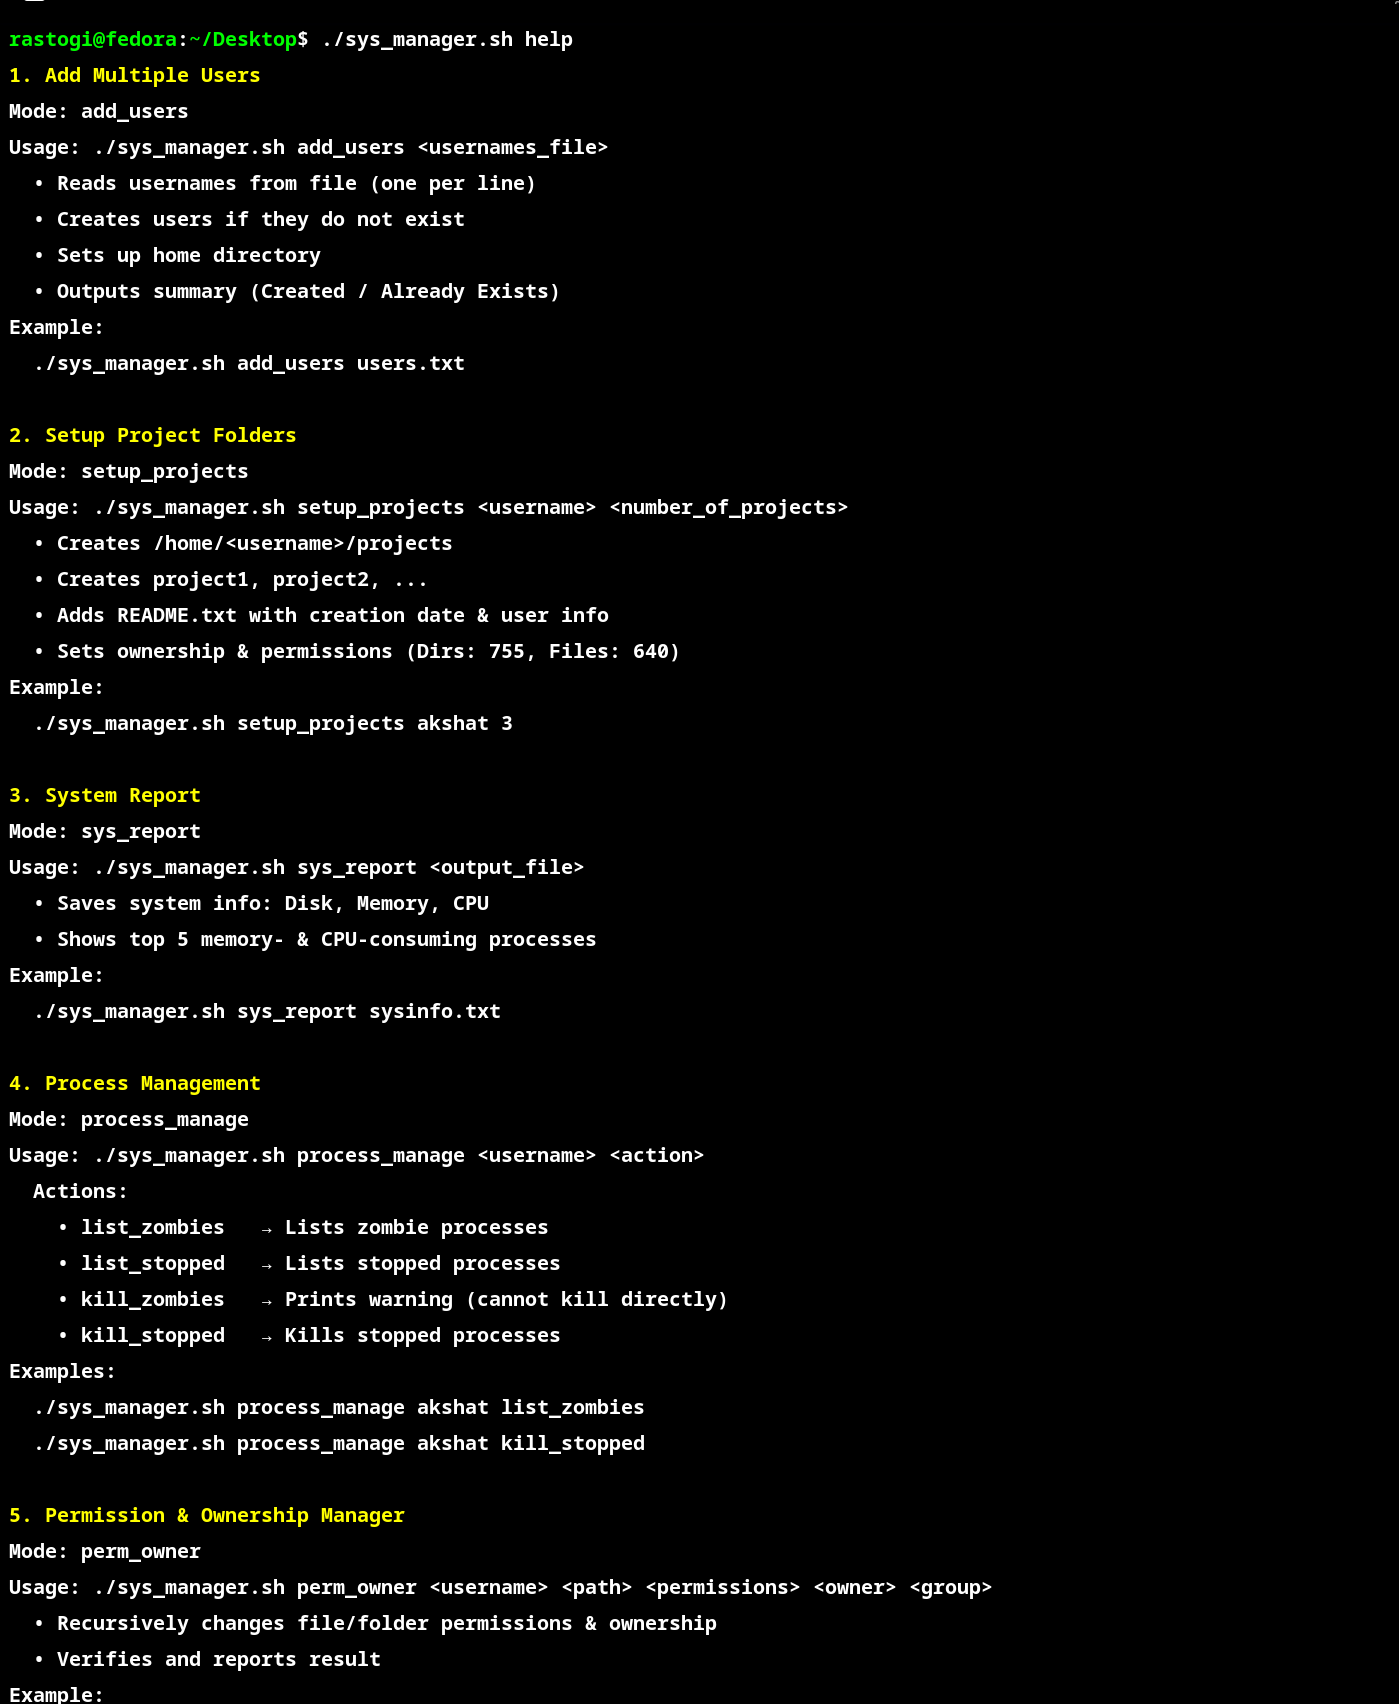 rastogi@fedora:~/Desktop$ ./sys_manager.sh help
1. Add Multiple Users
Mode: add_users
Usage: ./sys_manager.sh add_users <usernames_file>
  • Reads usernames from file (one per line)
  • Creates users if they do not exist
  • Sets up home directory
  • Outputs summary (Created / Already Exists)
Example:
  ./sys_manager.sh add_users users.txt

2. Setup Project Folders
Mode: setup_projects
Usage: ./sys_manager.sh setup_projects <username> <number_of_projects>
  • Creates /home/<username>/projects
  • Creates project1, project2, ...
  • Adds README.txt with creation date & user info
  • Sets ownership & permissions (Dirs: 755, Files: 640)
Example:
  ./sys_manager.sh setup_projects akshat 3

3. System Report
Mode: sys_report
Usage: ./sys_manager.sh sys_report <output_file>
  • Saves system info: Disk, Memory, CPU
  • Shows top 5 memory- & CPU-consuming processes
Example:
  ./sys_manager.sh sys_report sysinfo.txt

4. Process Management
Mode: process_manage
Usage: ./sys_manager.sh process_manage <username> <action>
  Actions:
    • list_zombies   → Lists zombie processes
    • list_stopped   → Lists stopped processes
    • kill_zombies   → Prints warning (cannot kill directly)
    • kill_stopped   → Kills stopped processes
Examples:
  ./sys_manager.sh process_manage akshat list_zombies
  ./sys_manager.sh process_manage akshat kill_stopped

5. Permission & Ownership Manager
Mode: perm_owner
Usage: ./sys_manager.sh perm_owner <username> <path> <permissions> <owner> <group>
  • Recursively changes file/folder permissions & ownership
  • Verifies and reports result
Example: